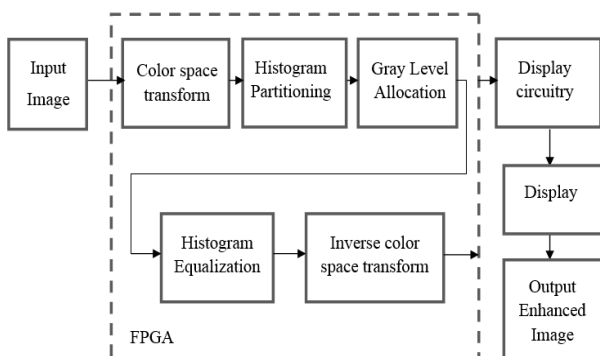 Input
Image
Color space
transform
Histogram
Partitioning
Gray Level
Allocation
Display
circuitry
Display
Histogram
Equalization
Inverse color
space transform
Output
Enhanced
Image
FPGA